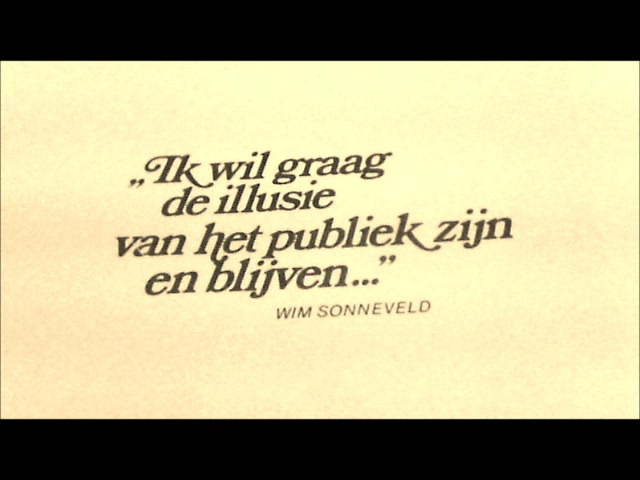 „Ik wil graag
de illusie
van het publiek zijn
en blijven...”
WIM SONNEVELD